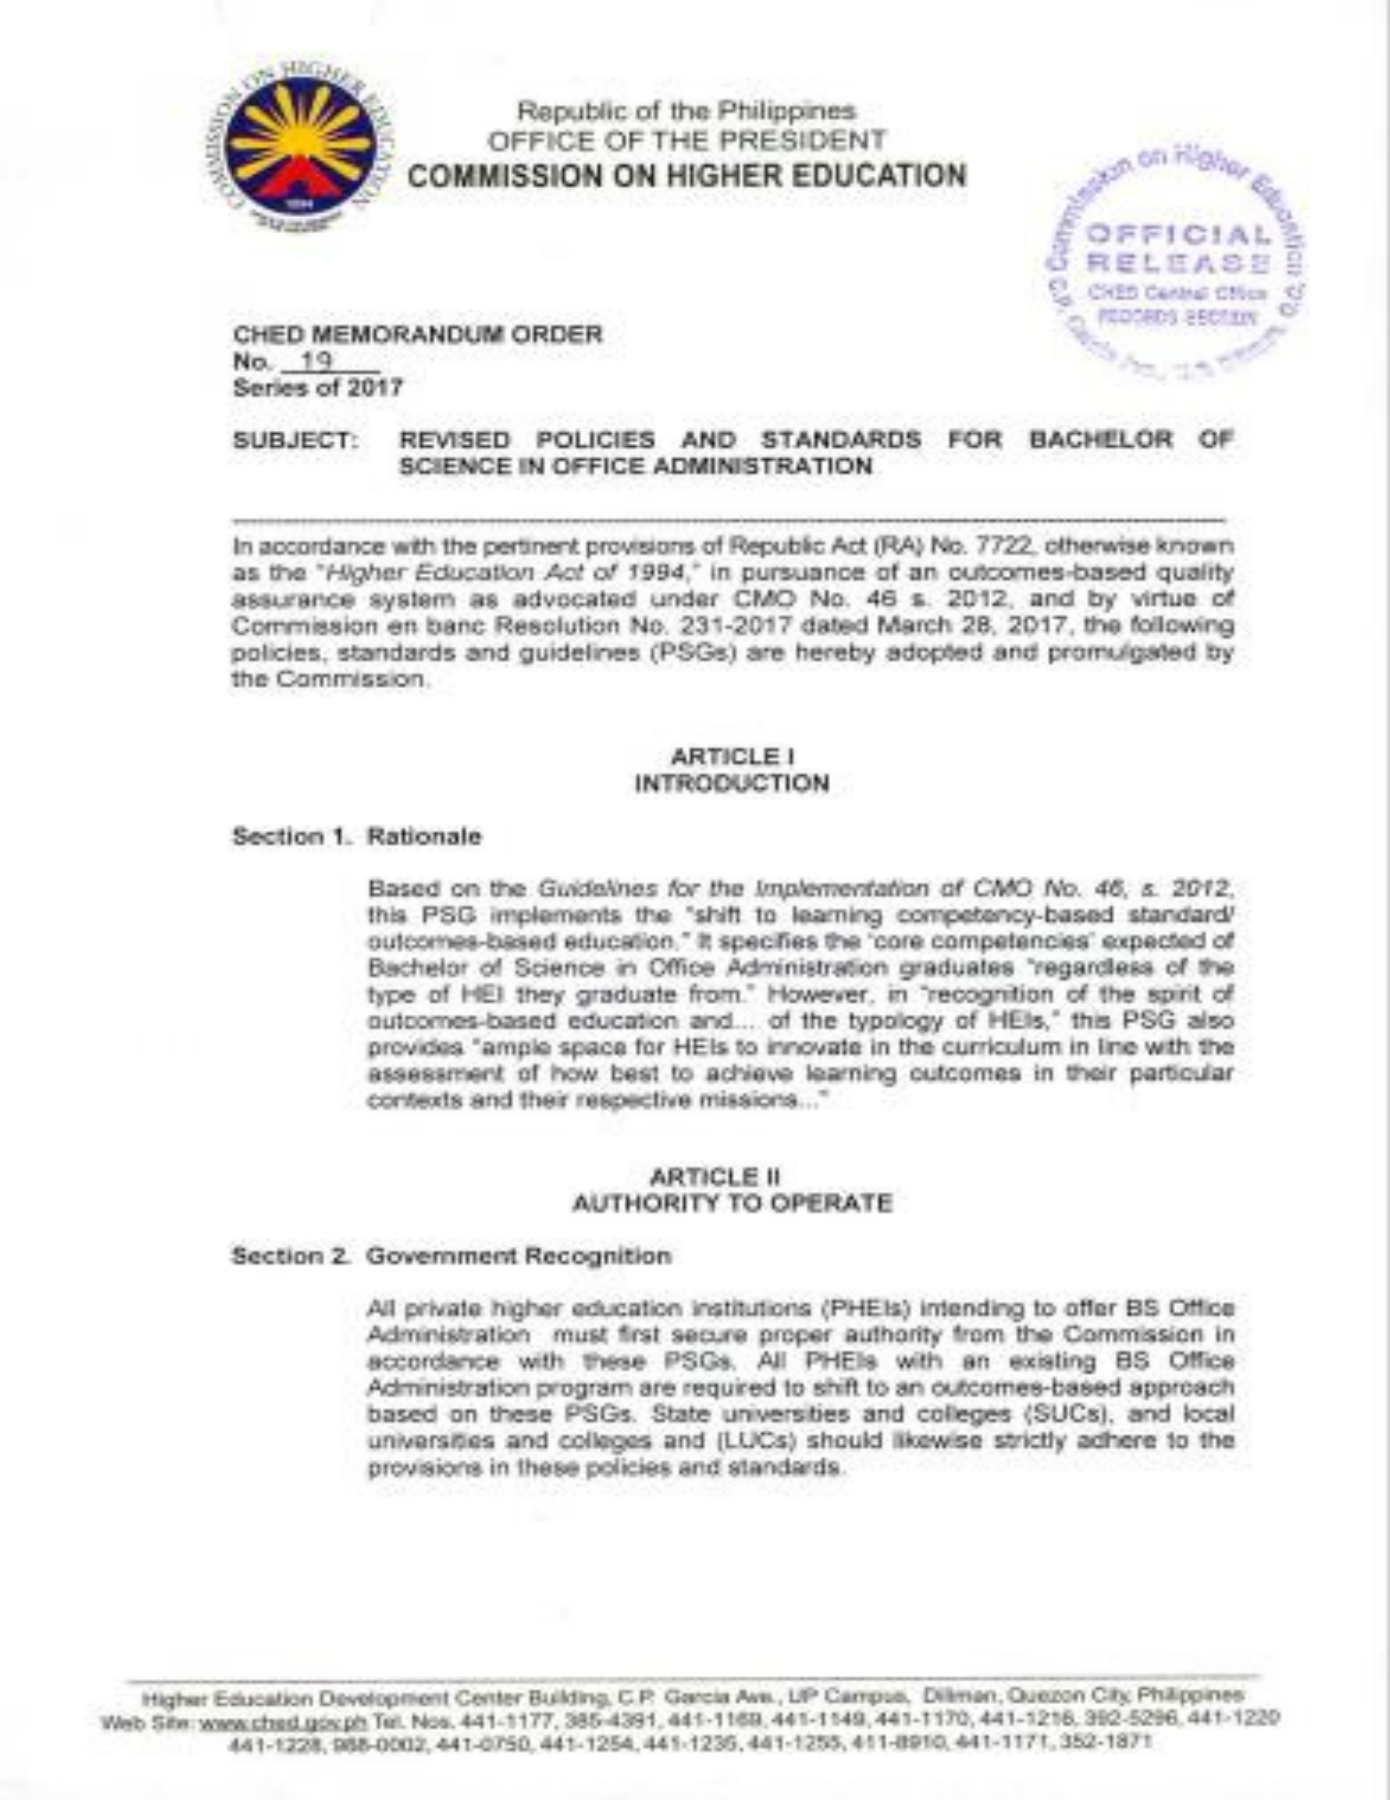 COMMISSION ON HIGHER EDUCATION
1994
Republic of the Philippines
OFFICE OF THE PRESIDENT
COMMISSION ON HIGHER EDUCATION
Commission on Higher Education
OFFICIAL
RELEASE
CHED Central Office
RECORDS SECTION
C.P. Garcia
CHED MEMORANDUM ORDER
No. 19
Series of 2017
SUBJECT: REVISED POLICIES AND STANDARDS FOR BACHELOR OF
SCIENCE IN OFFICE ADMINISTRATION
In accordance with the pertinent provisions of Republic Act (RA) No. 7722, otherwise known
as the "Higher Education Act of 1994," in pursuance of an outcomes-based quality
assurance system as advocated under CMO No. 46 s. 2012, and by virtue of
Commission en banc Resolution No. 231-2017 dated March 28, 2017, the following
policies, standards and guidelines (PSGs) are hereby adopted and promulgated by
the Commission.
ARTICLE I
INTRODUCTION
Section 1. Rationale
Based on the Guidelines for the Implementation of CMO No. 46, s. 2012,
this PSG implements the "shift to learning competency-based standard/
outcomes-based education." It specifies the 'core competencies' expected of
Bachelor of Science in Office Administration graduates "regardless of the
type of HEI they graduate from." However, in "recognition of the spirit of
outcomes-based education and... of the typology of HEIs," this PSG also
provides "ample space for HEIs to innovate in the curriculum in line with the
assessment of how best to achieve learning outcomes in their particular
contexts and their respective missions..."
ARTICLE II
AUTHORITY TO OPERATE
Section 2. Government Recognition
All private higher education institutions (PHEIs) intending to offer BS Office
Administration must first secure proper authority from the Commission in
accordance with these PSGs. All PHEIs with an existing BS Office
Administration program are required to shift to an outcomes-based approach
based on these PSGs. State universities and colleges (SUCs), and local
universities and colleges and (LUCs) should likewise strictly adhere to the
provisions in these policies and standards.
Higher Education Development Center Building, C.P. Garcia Ave., UP Campus, Diliman, Quezon City, Philippines
Web Site: www.ched.gov.ph Tel. Nos. 441-1177, 385-4391, 441-1169, 441-1149, 441-1170, 441-1216, 392-5296, 441-1220
441-1228, 988-0002, 441-0750, 441-1254, 441-1235, 441-1255, 411-8910, 441-1171, 352-1871